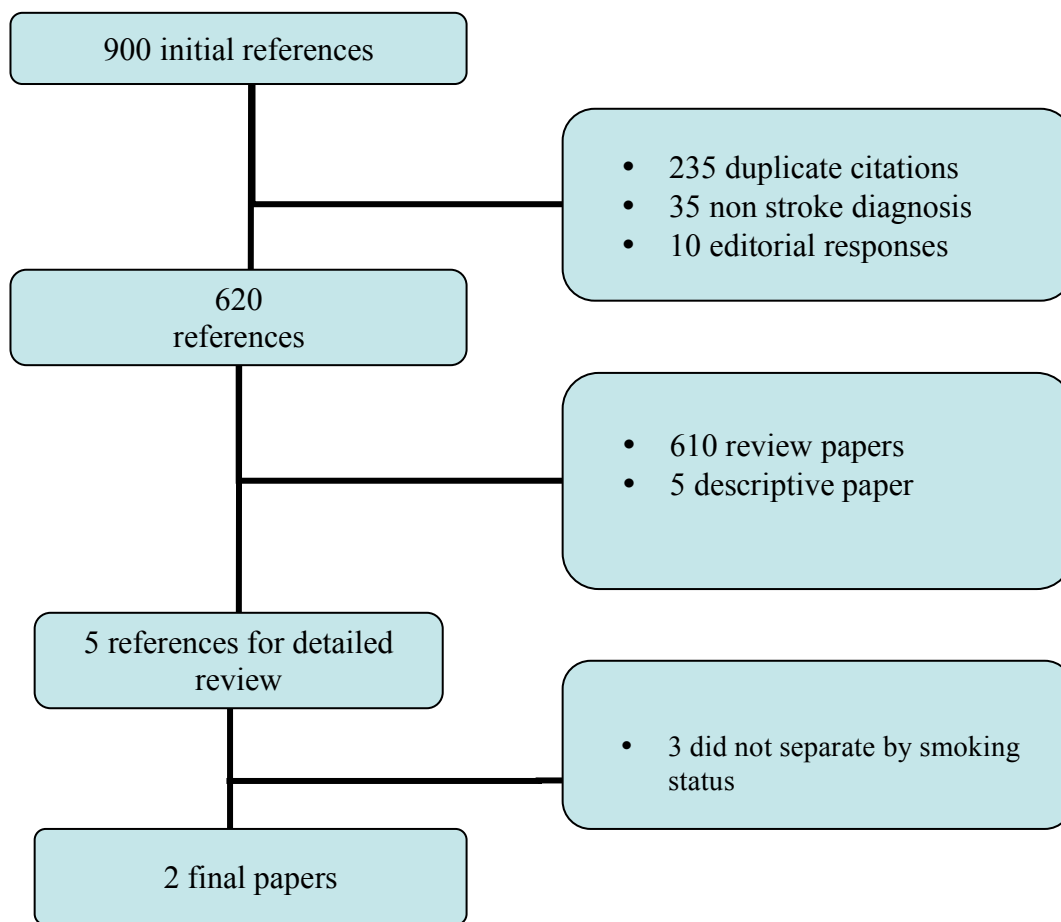 900 initial references
• 235 duplicate citations
• 35 non stroke diagnosis
• 10 editorial responses
620
references
• 610 review papers
• 5 descriptive paper
5 references for detailed
review
• 3 did not separate by smoking
status
2 final papers